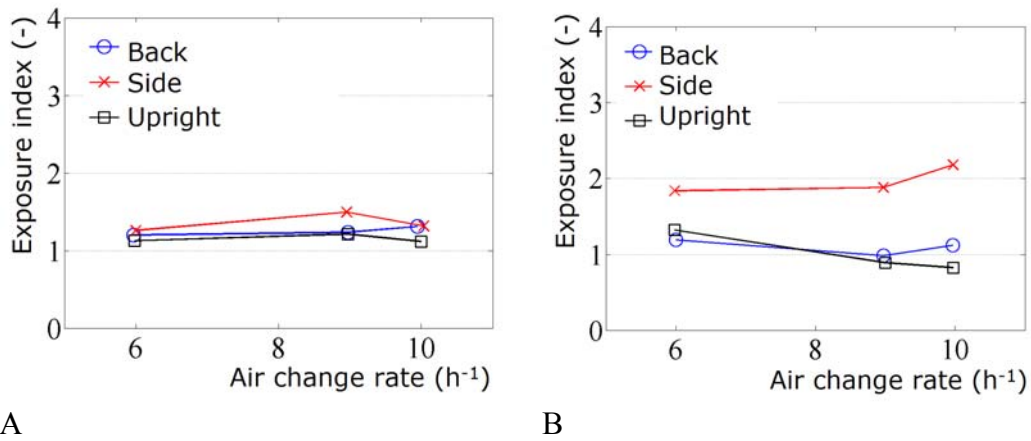 Exposure index (-)
4
3
2
1
0
Back
Side
Upright
6
8
10
Air change rate (h-1)
A
Exposure index (-)
4
3
2
1
0
Back
Side
Upright
6
8
10
Air change rate (h-1)
B